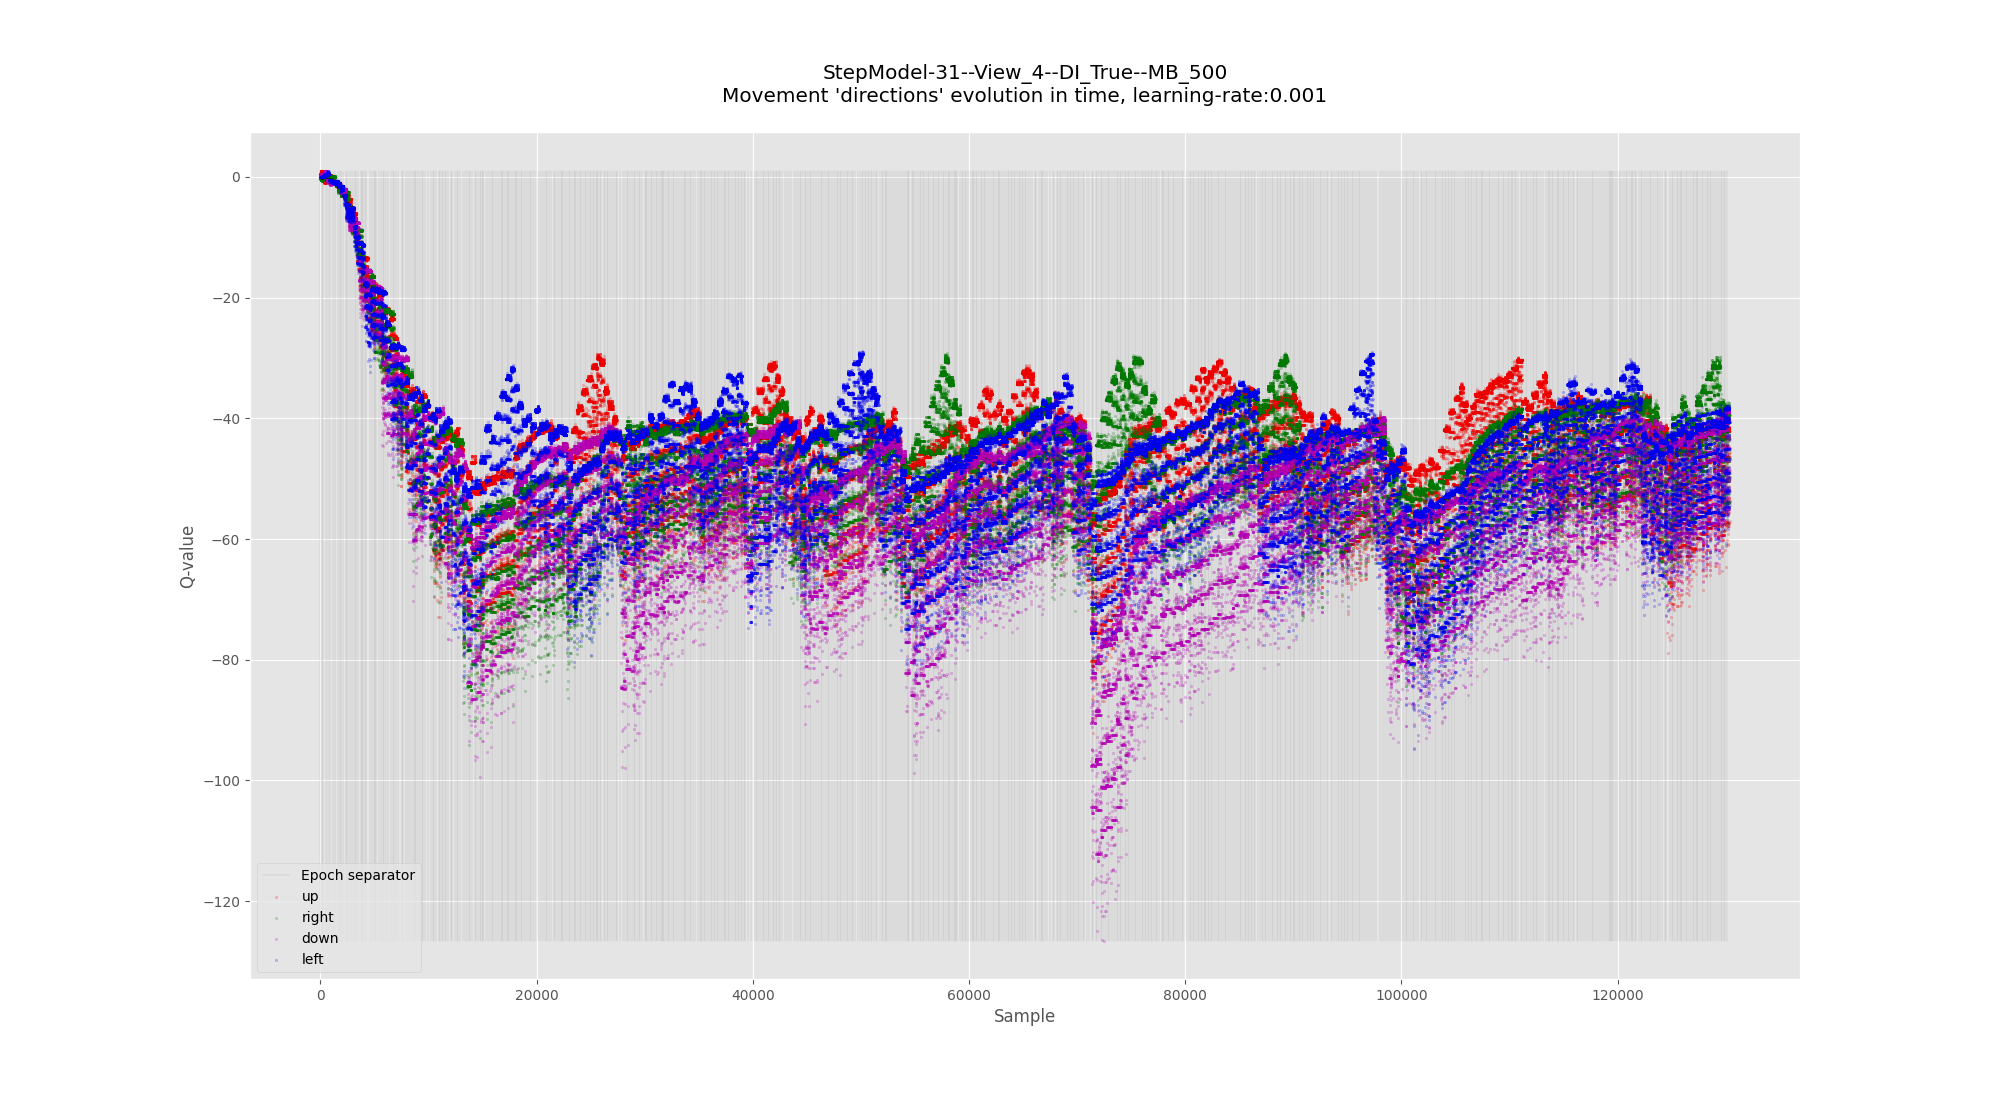 StepModel-31--View_4--DI_True--MB_500
Movement 'directions' evolution in time, learning-rate:0.001
Q-value
0
−20
−40
−60
−80
−100
−120
Epoch separator
up
right
down
left
0 20000 40000 60000 80000 100000 120000
Sample